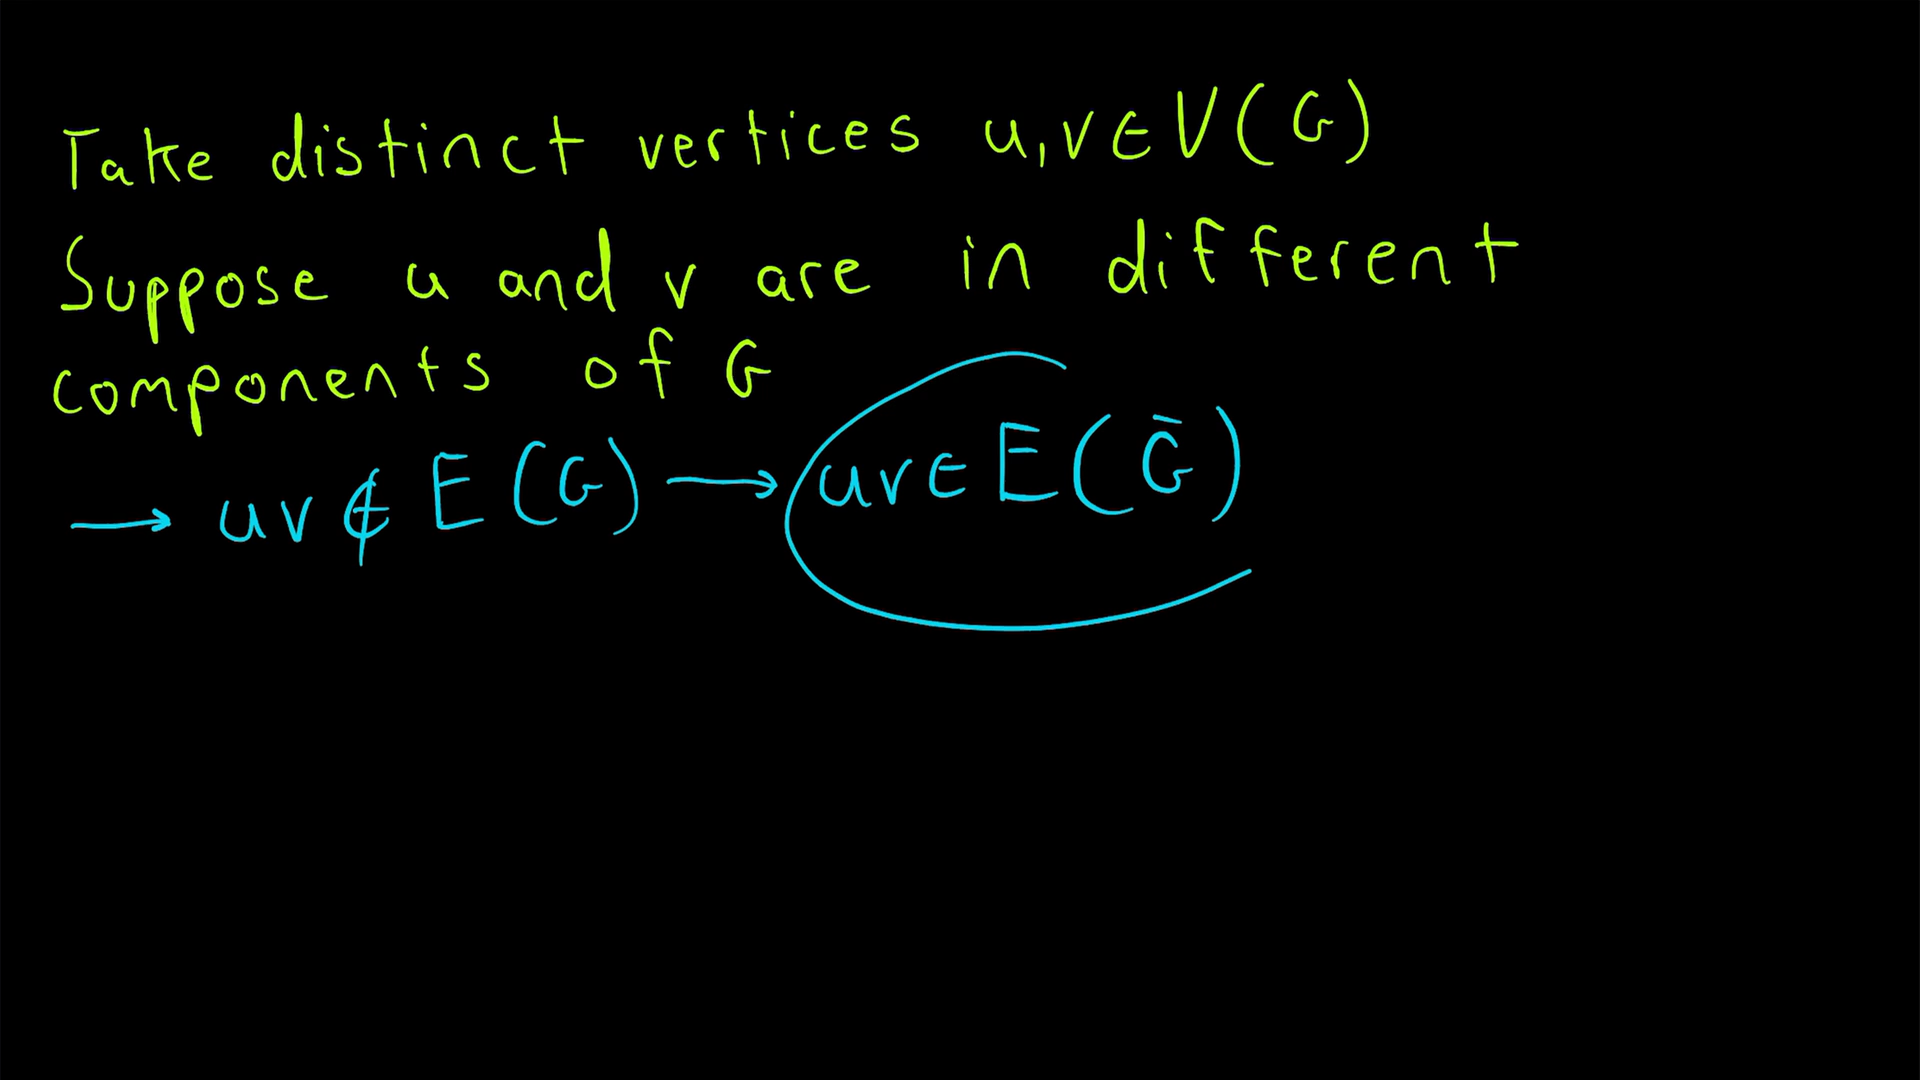 Take distinct vertices u,v∈V(G)
Suppose u and v are in different
components of G
→ uv∉E(G) → uv∈E(Ḡ)